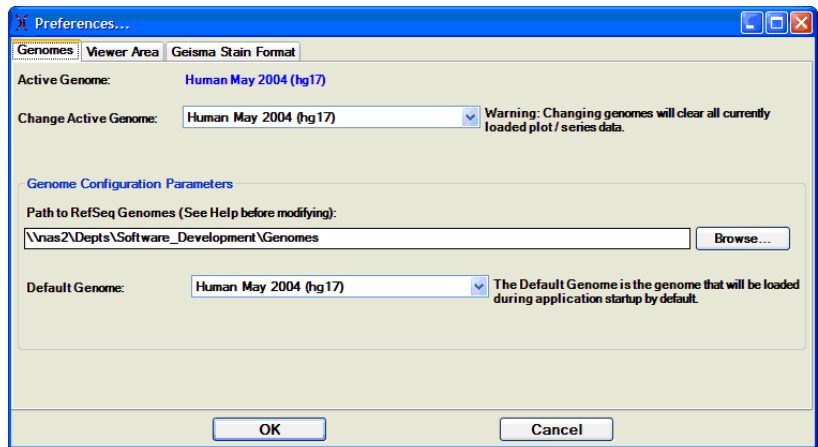 Preferences...
Genomes Viewer Area Geisma Stain Format
Active Genome: Human May 2004 (hg17)
Change Active Genome: Human May 2004 (hg17) Warning: Changing genomes will clear all currently
loaded plot / series data.
Genome Configuration Parameters
Path to RefSeq Genomes (See Help before modifying):
\\nas2\Depts\Software_Development\Genomes Browse...
Default Genome: Human May 2004 (hg17) The Default Genome is the genome that will be loaded
during application startup by default.
OK Cancel